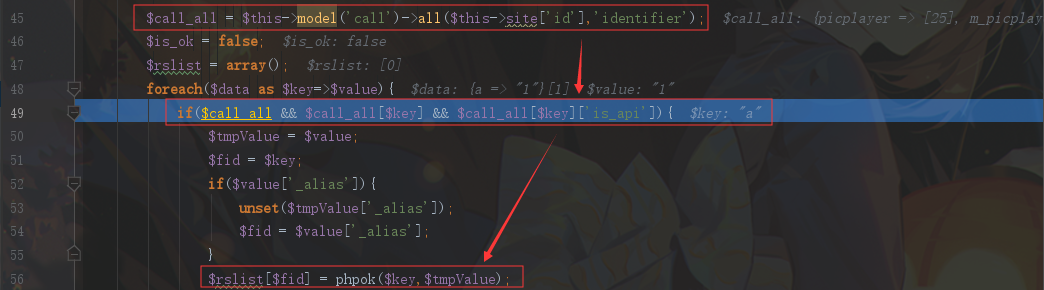 45 $call_all = $this->model('call')->all($this->site['id'],'identifier'); $call_all: {picplayer => [25], m_picplay
46 $is_ok = false; $is_ok: false
47 $rslist = array(); $rslist: [0]
48 foreach($data as $key=>$value){ $data: {a => "1"}[1] $value: "1"
49 if($call_all && $call_all[$key] && $call_all[$key]['is_api']){ $key: "a"
50 $tmpValue = $value;
51 $fid = $key;
52 if($value['_alias']){
53 unset($tmpValue['_alias']);
54 $fid = $value['_alias'];
55 }
56 $rslist[$fid] = phpok($key,$tmpValue);